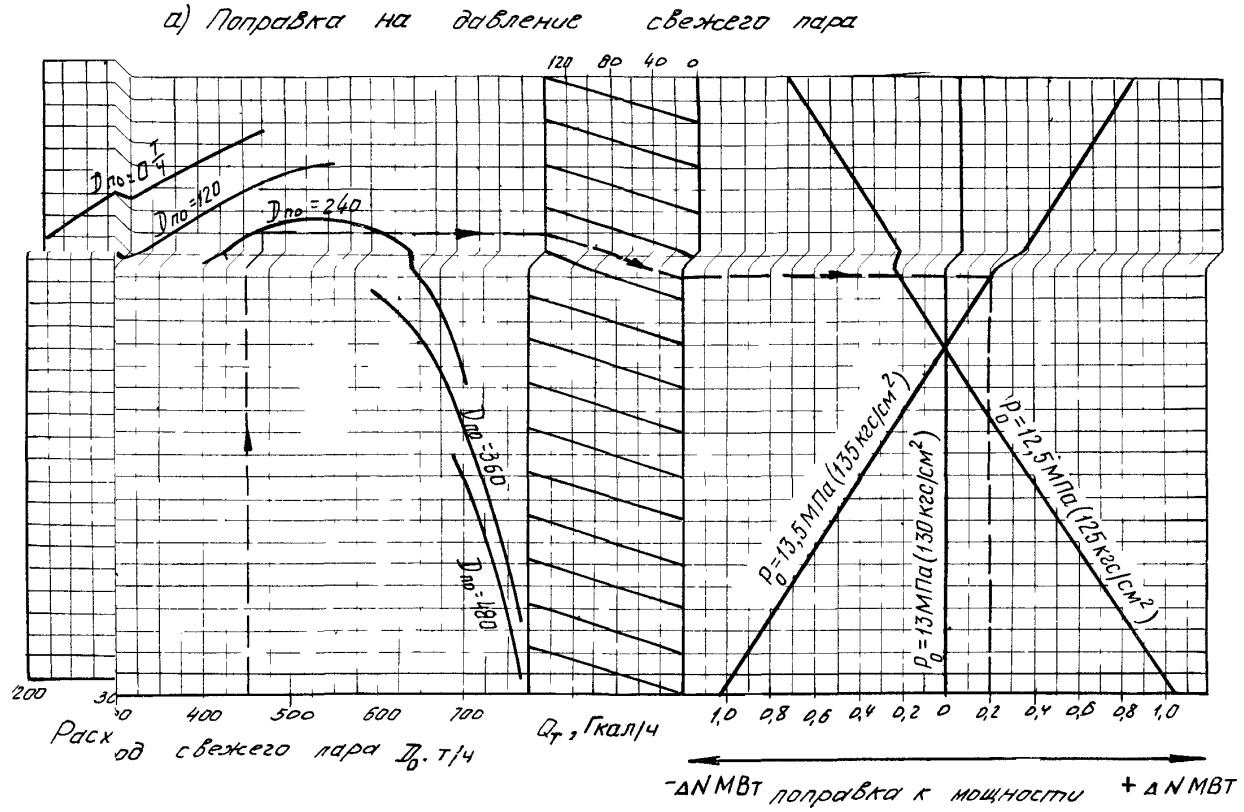 а) Поправка на давление свежего пара
120 80 40 0
Dпо=0 т/ч
Dпо=120
Dпо=240
Dпо=360
Dпо=480
P₀=13,5 МПа(135 кгс/см²)
P₀=13 МПа(130 кгс/см²)
P₀=12,5 МПа(125 кгс/см²)
200 300 400 500 600 700
Qт, Гкал/ч
1,0 0,8 0,6 0,4 0,2 0 0,2 0,4 0,6 0,8 1,0
Расход свежего пара D₀. т/ч
-ΔN МВт поправка к мощности + ΔN МВт